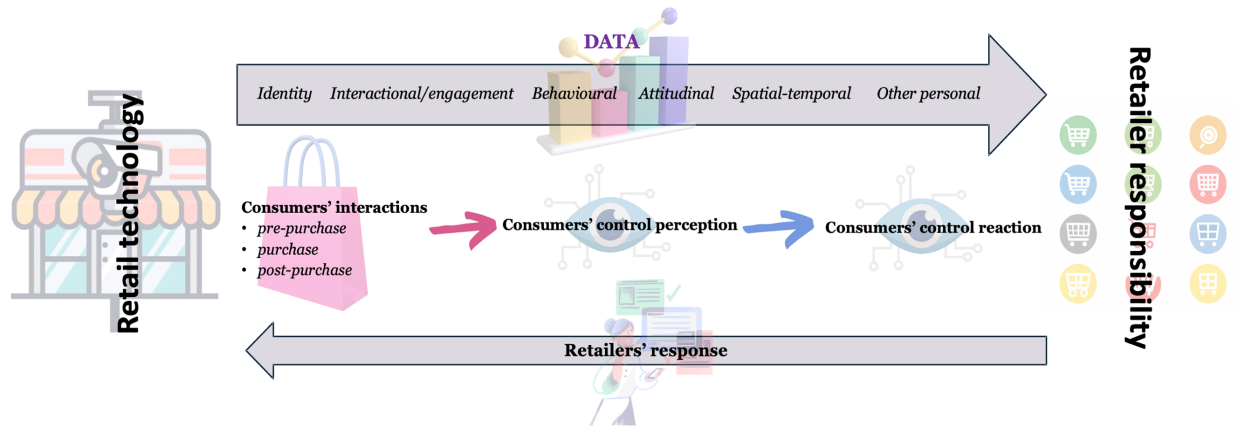 DATA
Identity Interactional/engagement Behavioural Attitudinal Spatial-temporal Other personal
Retail technology
Consumers' interactions
• pre-purchase
• purchase
• post-purchase
Consumers' control perception
Consumers' control reaction
Retailer responsibility
Retailers' response